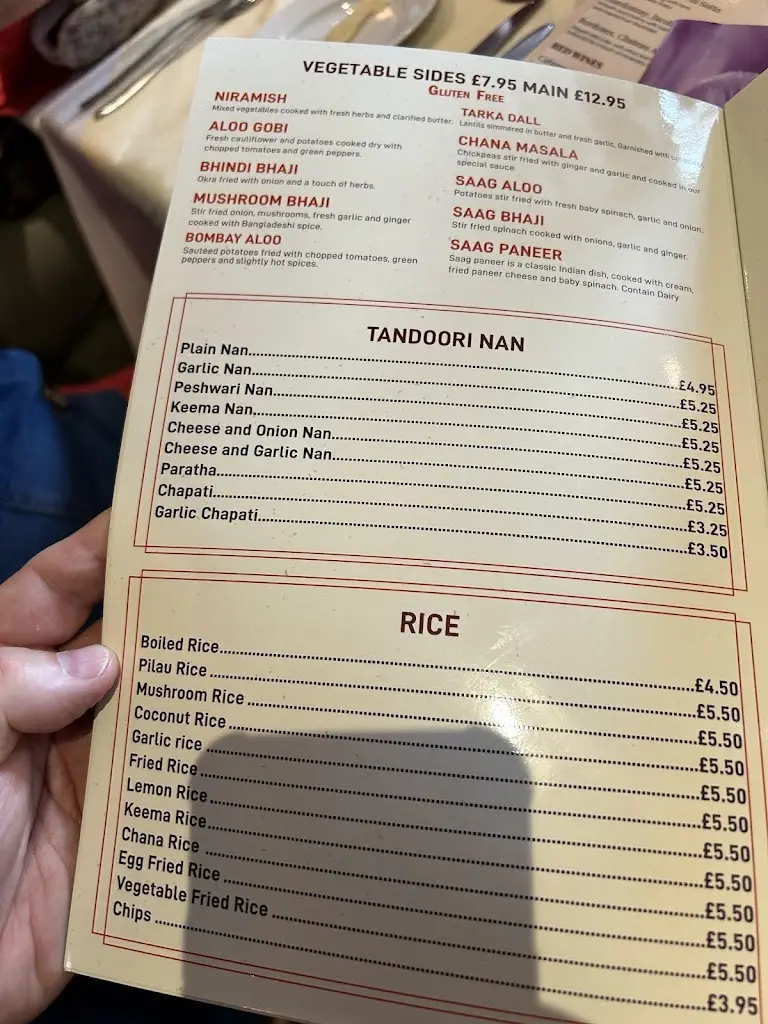 VEGETABLE SIDES £7.95 MAIN £12.95
GLUTEN FREE
NIRAMISH
Mixed vegetables cooked with fresh herbs and clarified butter.
ALOO GOBI
Fresh cauliflower and potatoes cooked dry with
chopped tomatoes and green peppers.
BHINDI BHAJI
Okra fried with onion and a touch of herbs.
MUSHROOM BHAJI
Stir fried onion, mushrooms, fresh garlic and ginger
cooked with Bangladeshi spice.
BOMBAY ALOO
Sautéed potatoes fried with chopped tomatoes, green
peppers and slightly hot spices.
TARKA DALL
Lentils simmered in butter and fresh garlic. Garnished with
CHANA MASALA
Chickpeas stir fried with ginger and garlic and cooked in our
special sauce.
SAAG ALOO
Potatoes stir fried with fresh baby spinach, garlic and onion.
SAAG BHAJI
Stir fried spinach cooked with onions, garlic and ginger.
SAAG PANEER
Saag paneer is a classic Indian dish, cooked with cream,
fried paneer cheese and baby spinach. Contain Dairy
TANDOORI NAN
Plain Nan £4.95
Garlic Nan £5.25
Peshwari Nan £5.25
Keema Nan £5.25
Cheese and Onion Nan £5.25
Cheese and Garlic Nan £5.25
Paratha £5.25
Chapati £3.25
Garlic Chapati £3.50
RICE
Boiled Rice £4.50
Pilau Rice £5.50
Mushroom Rice £5.50
Coconut Rice £5.50
Garlic rice £5.50
Fried Rice £5.50
Lemon Rice £5.50
Keema Rice £5.50
Chana Rice £5.50
Egg Fried Rice £5.50
Vegetable Fried Rice £5.50
Chips £3.95
RED WINES